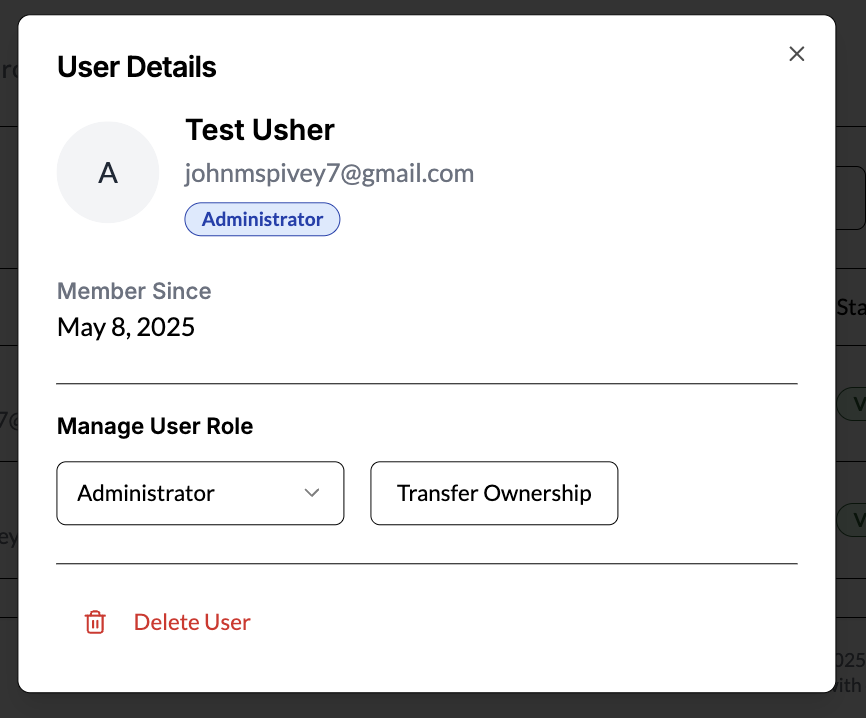 User Details
A
Test Usher
johnmspivey7@gmail.com
Administrator
Member Since
May 8, 2025
Manage User Role
Administrator
Transfer Ownership
Delete User